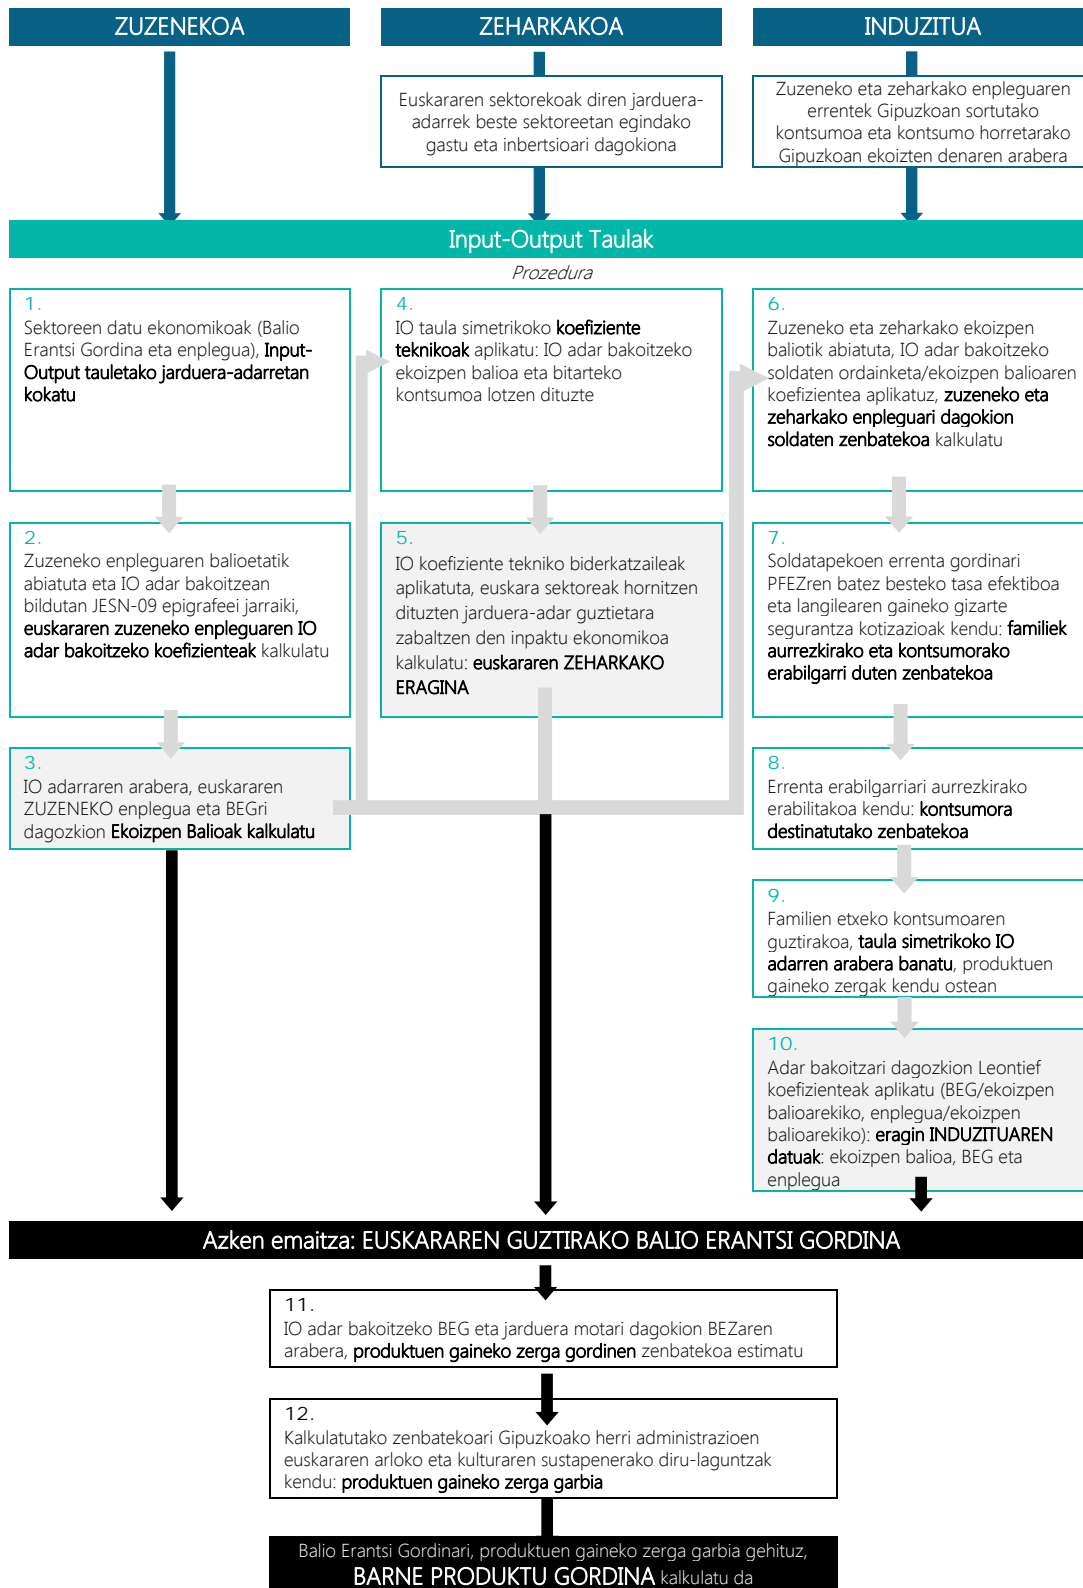 ZUZENEKOA
ZEHARKAKOA
INDUZITUA
Euskararen sektorekoak diren jarduera-
adarrek beste sektoreetan egindako
gastu eta inbertsioari dagokiona
Zuzeneko eta zeharkako enpleguaren
errentek Gipuzkoan sortutako
kontsumoa eta kontsumo horretarako
Gipuzkoan ekoizten denaren arabera
Input-Output Taulak
Prozedura
1.
Sektoreen datu ekonomikoak (Balio
Erantsi Gordina eta enplegua), Input-
Output tauletako jarduera-adarretan
kokatu
2.
Zuzeneko enpleguaren balioetatik
abiatuta eta IO adar bakoitzean
bildutan JESN-09 epigrafeei jarraiki,
euskararen zuzeneko enpleguaren IO
adar bakoitzeko koefizienteak kalkulatu
3.
IO adarraren arabera, euskararen
ZUZENEKO enplegua eta BEGri
dagozkion Ekoizpen Balioak kalkulatu
4.
IO taula simetrikoko koefiziente
teknikoak aplikatu: IO adar bakoitzeko
ekoizpen balioa eta bitarteko
kontsumoa lotzen dituzte
5.
IO koefiziente tekniko biderkatzaileak
aplikatuta, euskara sektoreak hornitzen
dituzten jarduera-adar guztietara
zabaltzen den inpaktu ekonomikoa
kalkulatu: euskararen ZEHARKAKO
ERAGINA
6.
Zuzeneko eta zeharkako ekoizpen
baliotik abiatuta, IO adar bakoitzeko
soldaten ordainketa/ekoizpen balioaren
koefizientea aplikatuz, zuzeneko eta
zeharkako enpleguari dagokion
soldaten zenbatekoa kalkulatu
7.
Soldatapekoen errenta gordinari
PFEZren batez besteko tasa efektiboa
eta langilearen gaineko gizarte
segurantza kotizazioak kendu: familiek
aurrezkirako eta kontsumorako
erabilgarri duten zenbatekoa
8.
Errenta erabilgarriari aurrezkirako
erabilitakoa kendu: kontsumora
destinatutako zenbatekoa
9.
Familien etxeko kontsumoaren
guztirakoa, taula simetrikoko IO
adarren arabera banatu, produktuen
gaineko zergak kendu ostean
10.
Adar bakoitzari dagozkion Leontief
koefizienteak aplikatu (BEG/ekoizpen
balioarekiko, enplegua/ekoizpen
balioarekiko): eragin INDUZITUAREN
datuak: ekoizpen balioa, BEG eta
enplegua
Azken emaitza: EUSKARAREN GUZTIRAKO BALIO ERANTSI GORDINA
11.
IO adar bakoitzeko BEG eta jarduera motari dagokion BEZaren
arabera, produktuen gaineko zerga gordinen zenbatekoa estimatu
12.
Kalkulatutako zenbatekoari Gipuzkoako herri administrazioen
euskararen arloko eta kulturaren sustapenerako diru-laguntzak
kendu: produktuen gaineko zerga garbia
Balio Erantsi Gordinari, produktuen gaineko zerga garbia gehituz,
BARNE PRODUKTU GORDINA kalkulatu da